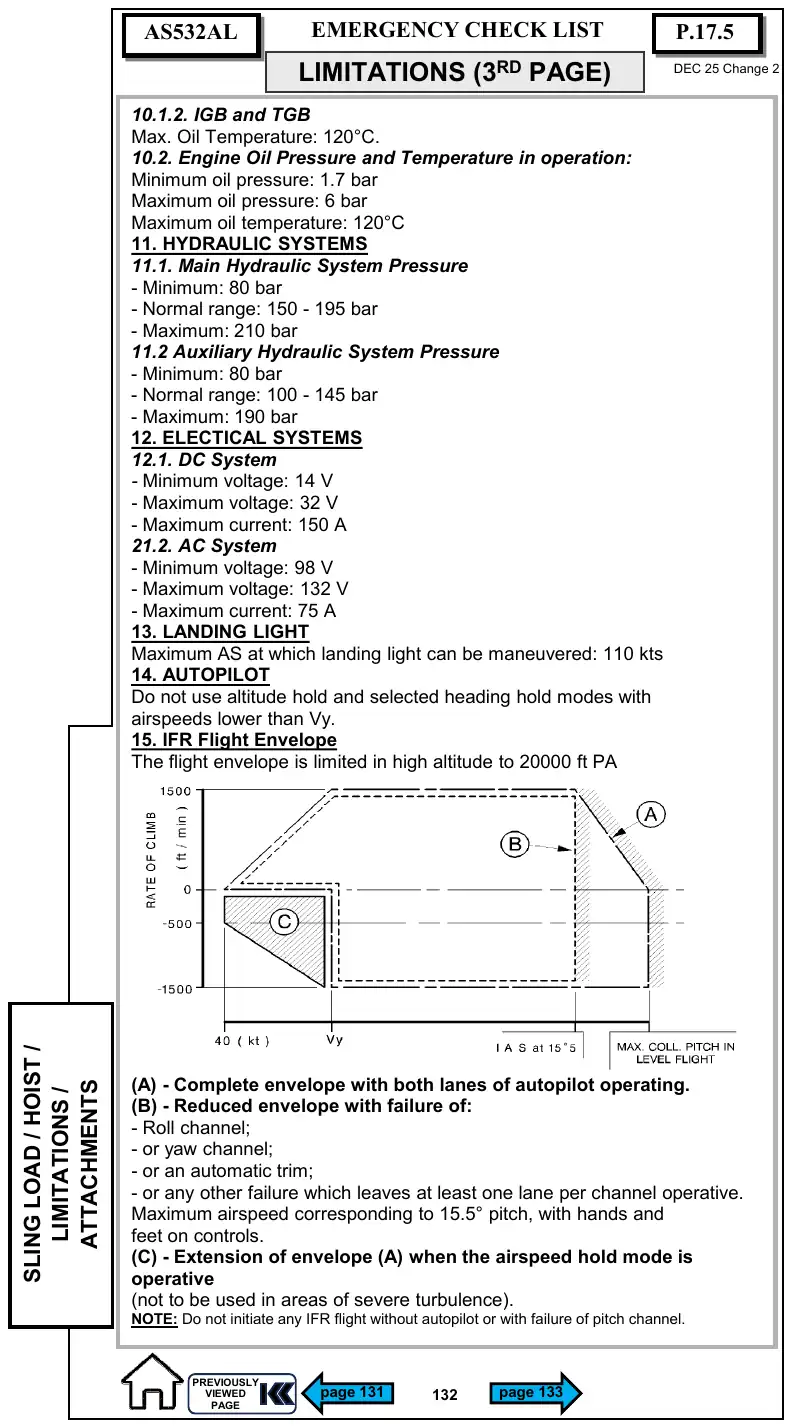 AS532AL
EMERGENCY CHECK LIST
P.17.5
LIMITATIONS (3RD PAGE)
DEC 25 Change 2
10.1.2. IGB and TGB
Max. Oil Temperature: 120°C.
10.2. Engine Oil Pressure and Temperature in operation:
Minimum oil pressure: 1.7 bar
Maximum oil pressure: 6 bar
Maximum oil temperature: 120°C
11. HYDRAULIC SYSTEMS
11.1. Main Hydraulic System Pressure
- Minimum: 80 bar
- Normal range: 150 - 195 bar
- Maximum: 210 bar
11.2 Auxiliary Hydraulic System Pressure
- Minimum: 80 bar
- Normal range: 100 - 145 bar
- Maximum: 190 bar
12. ELECTICAL SYSTEMS
12.1. DC System
- Minimum voltage: 14 V
- Maximum voltage: 32 V
- Maximum current: 150 A
21.2. AC System
- Minimum voltage: 98 V
- Maximum voltage: 132 V
- Maximum current: 75 A
13. LANDING LIGHT
Maximum AS at which landing light can be maneuvered: 110 kts
14. AUTOPILOT
Do not use altitude hold and selected heading hold modes with
airspeeds lower than Vy.
15. IFR Flight Envelope
The flight envelope is limited in high altitude to 20000 ft PA
RATE OF CLIMB
( ft / min )
1500
0
-500
-1500
A
B
C
40 ( kt )
Vy
I A S at 15°5
MAX. COLL. PITCH IN
LEVEL FLIGHT
(A) - Complete envelope with both lanes of autopilot operating.
(B) - Reduced envelope with failure of:
- Roll channel;
- or yaw channel;
- or an automatic trim;
- or any other failure which leaves at least one lane per channel operative.
Maximum airspeed corresponding to 15.5° pitch, with hands and
feet on controls.
(C) - Extension of envelope (A) when the airspeed hold mode is
operative
(not to be used in areas of severe turbulence).
NOTE: Do not initiate any IFR flight without autopilot or with failure of pitch channel.
SLING LOAD / HOIST /
LIMITATIONS /
ATTACHMENTS
PREVIOUSLY
VIEWED
PAGE
page 131
132
page 133